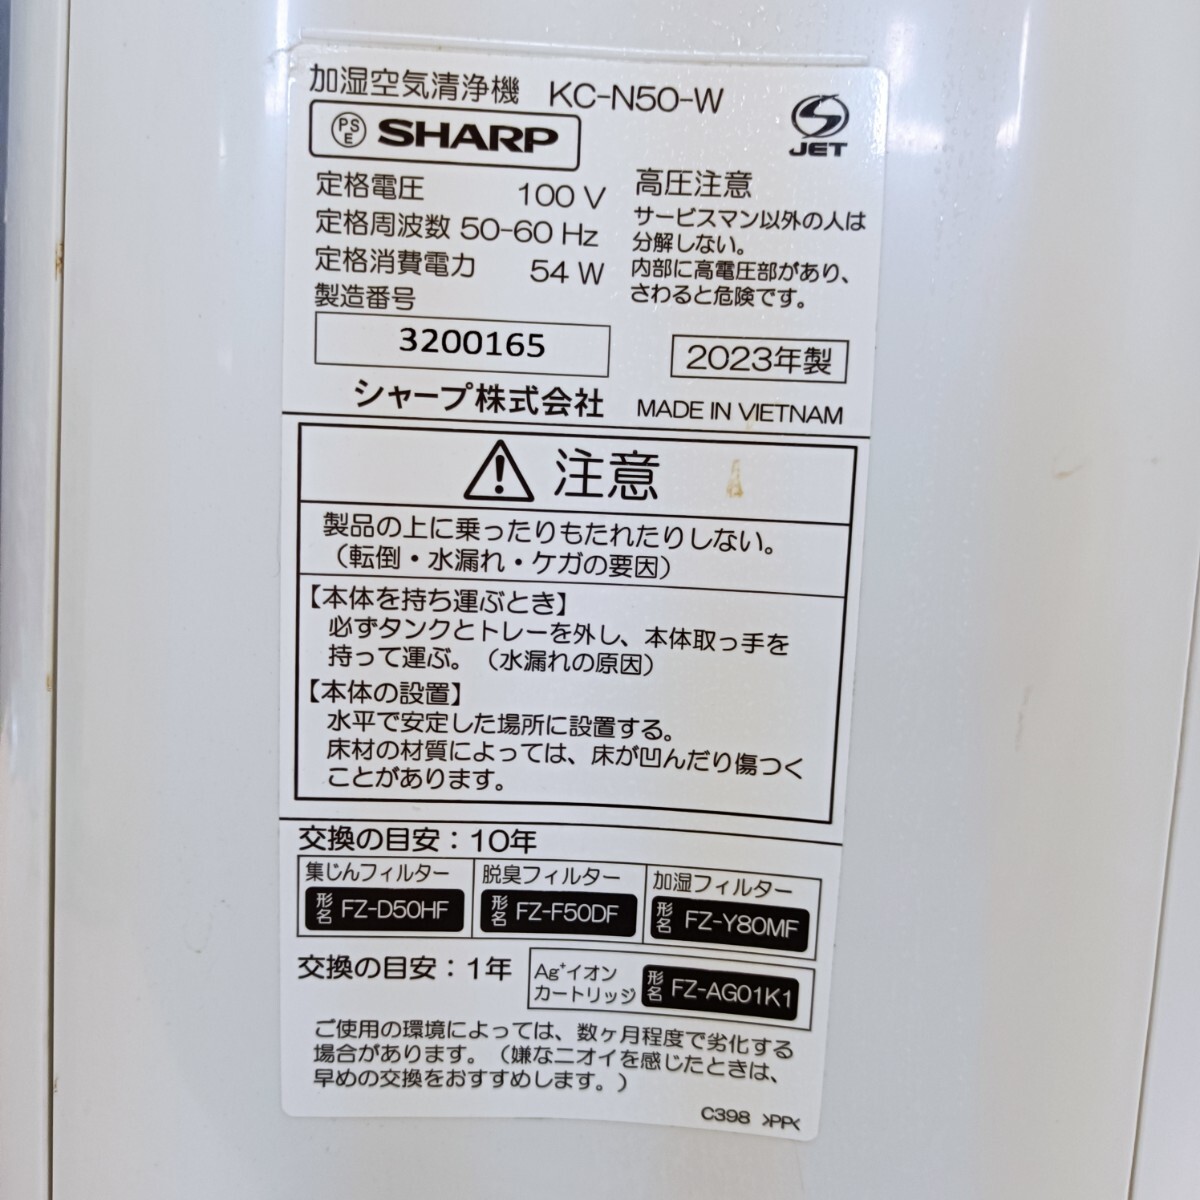 加湿空気清浄機 KC-N50-W
PSE SHARP
JET
定格電圧 100 V
定格周波数 50-60 Hz
定格消費電力 54 W
製造番号
3200165
シャープ株式会社
高圧注意
サービスマン以外の人は
分解しない。
内部に高電圧部があり、
さわると危険です。
2023年製
MADE IN VIETNAM
注意
製品の上に乗ったりもたれたりしない。
（転倒・水漏れ・ケガの要因）
【本体を持ち運ぶとき】
必ずタンクとトレーを外し、本体取っ手を
持って運ぶ。（水漏れの原因）
【本体の設置】
水平で安定した場所に設置する。
床材の材質によっては、床が凹んだり傷つく
ことがあります。
交換の目安：10年
集じんフィルター
形名 FZ-D50HF
脱臭フィルター
形名 FZ-F50DF
加湿フィルター
形名 FZ-Y80MF
交換の目安：1年
Ag⁺イオン
カートリッジ
形名 FZ-AG01K1
ご使用の環境によっては、数ヶ月程度で劣化する
場合があります。（嫌なニオイを感じたときは、
早めの交換をおすすめします。）
C398 >PP<